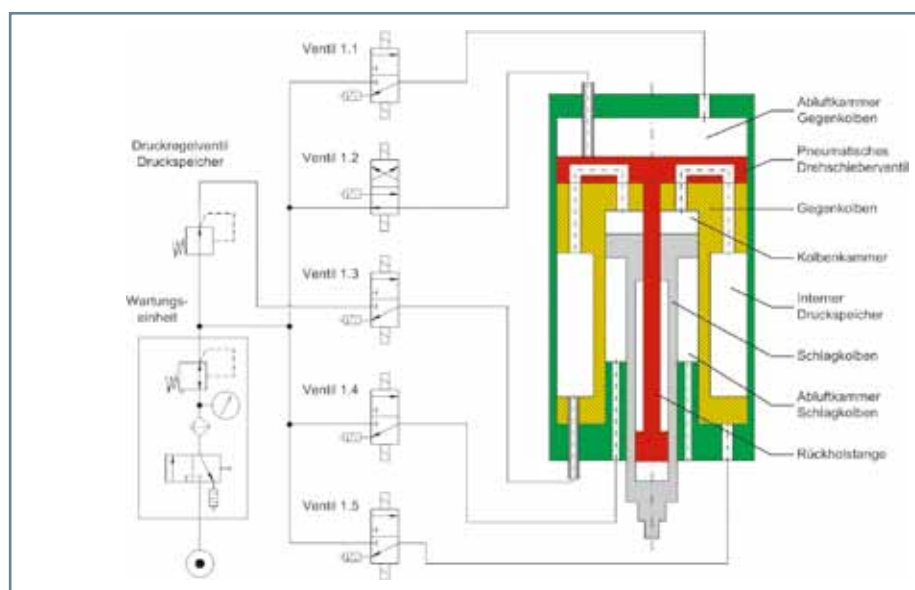 Ventil 1.1
Druckregelventil
Druckspeicher
Ventil 1.2
Ventil 1.3
Wartungs-
einheit
Ventil 1.4
Ventil 1.5
Abluftkammer
Gegenkolben
Pneumatisches
Drehschieberventil
Gegenkolben
Kolbenkammer
Interner
Druckspeicher
Schlagkolben
Abluftkammer
Schlagkolben
Rückholstange